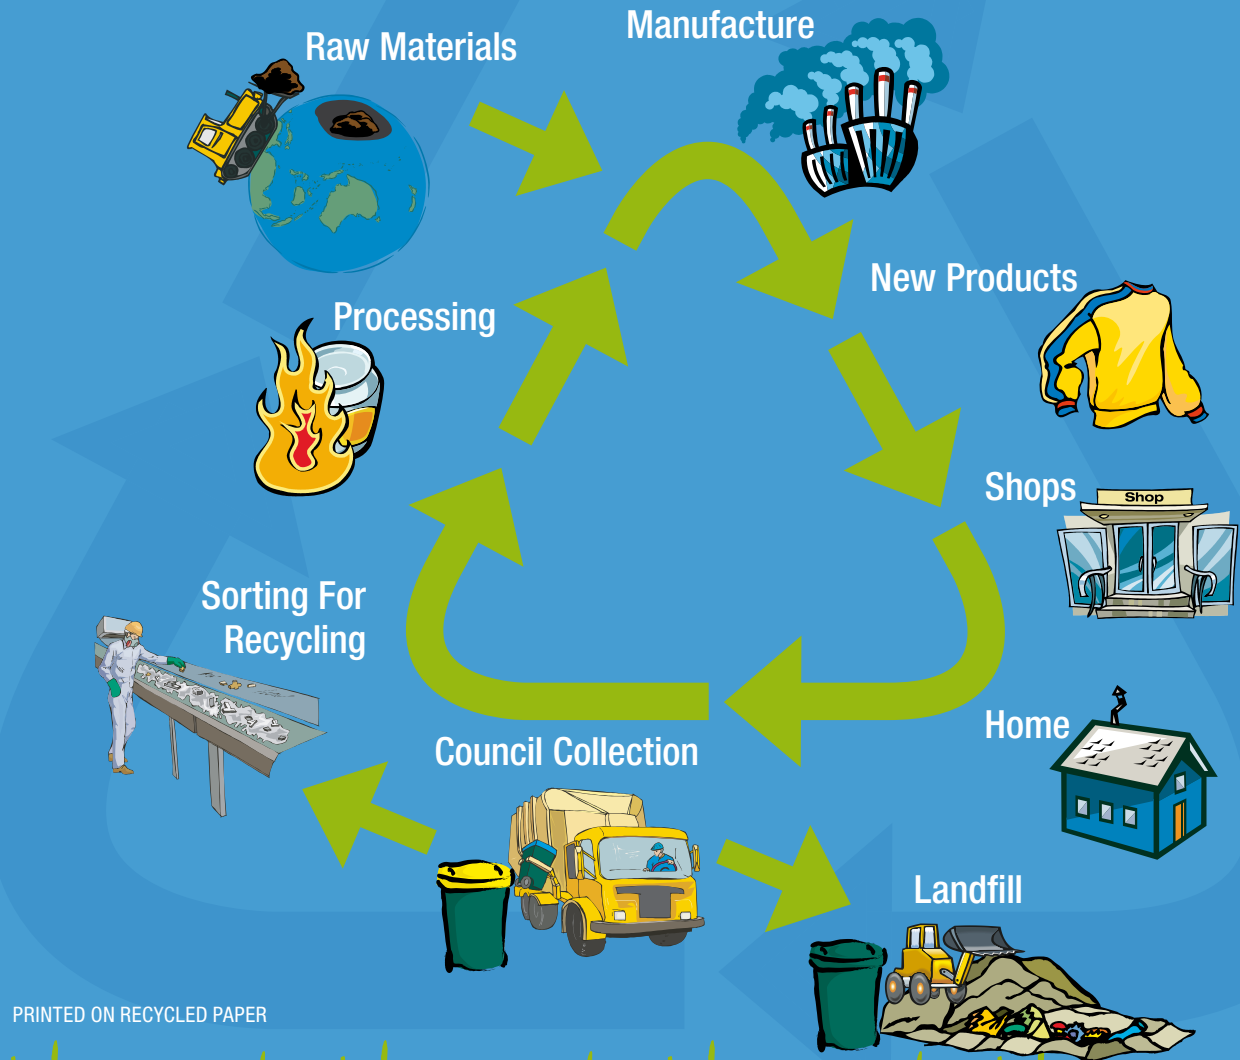 Manufacture
Raw Materials
New Products
Processing
Shops
Shop
Sorting For
Recycling
Home
Council Collection
Landfill
PRINTED ON RECYCLED PAPER